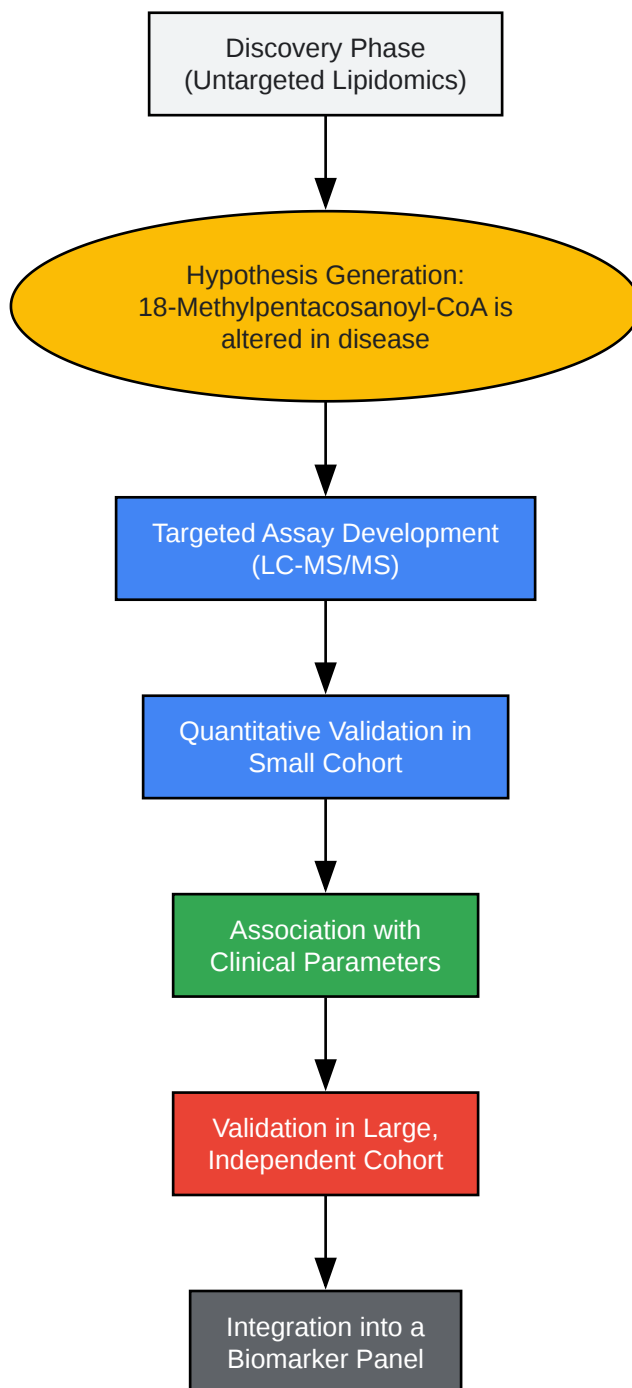 Discovery Phase
(Untargeted Lipidomics)
Hypothesis Generation:
18-Methylpentacosanoyl-CoA is
altered in disease
Targeted Assay Development
(LC-MS/MS)
Quantitative Validation in
Small Cohort
Association with
Clinical Parameters
Validation in Large,
Independent Cohort
Integration into a
Biomarker Panel